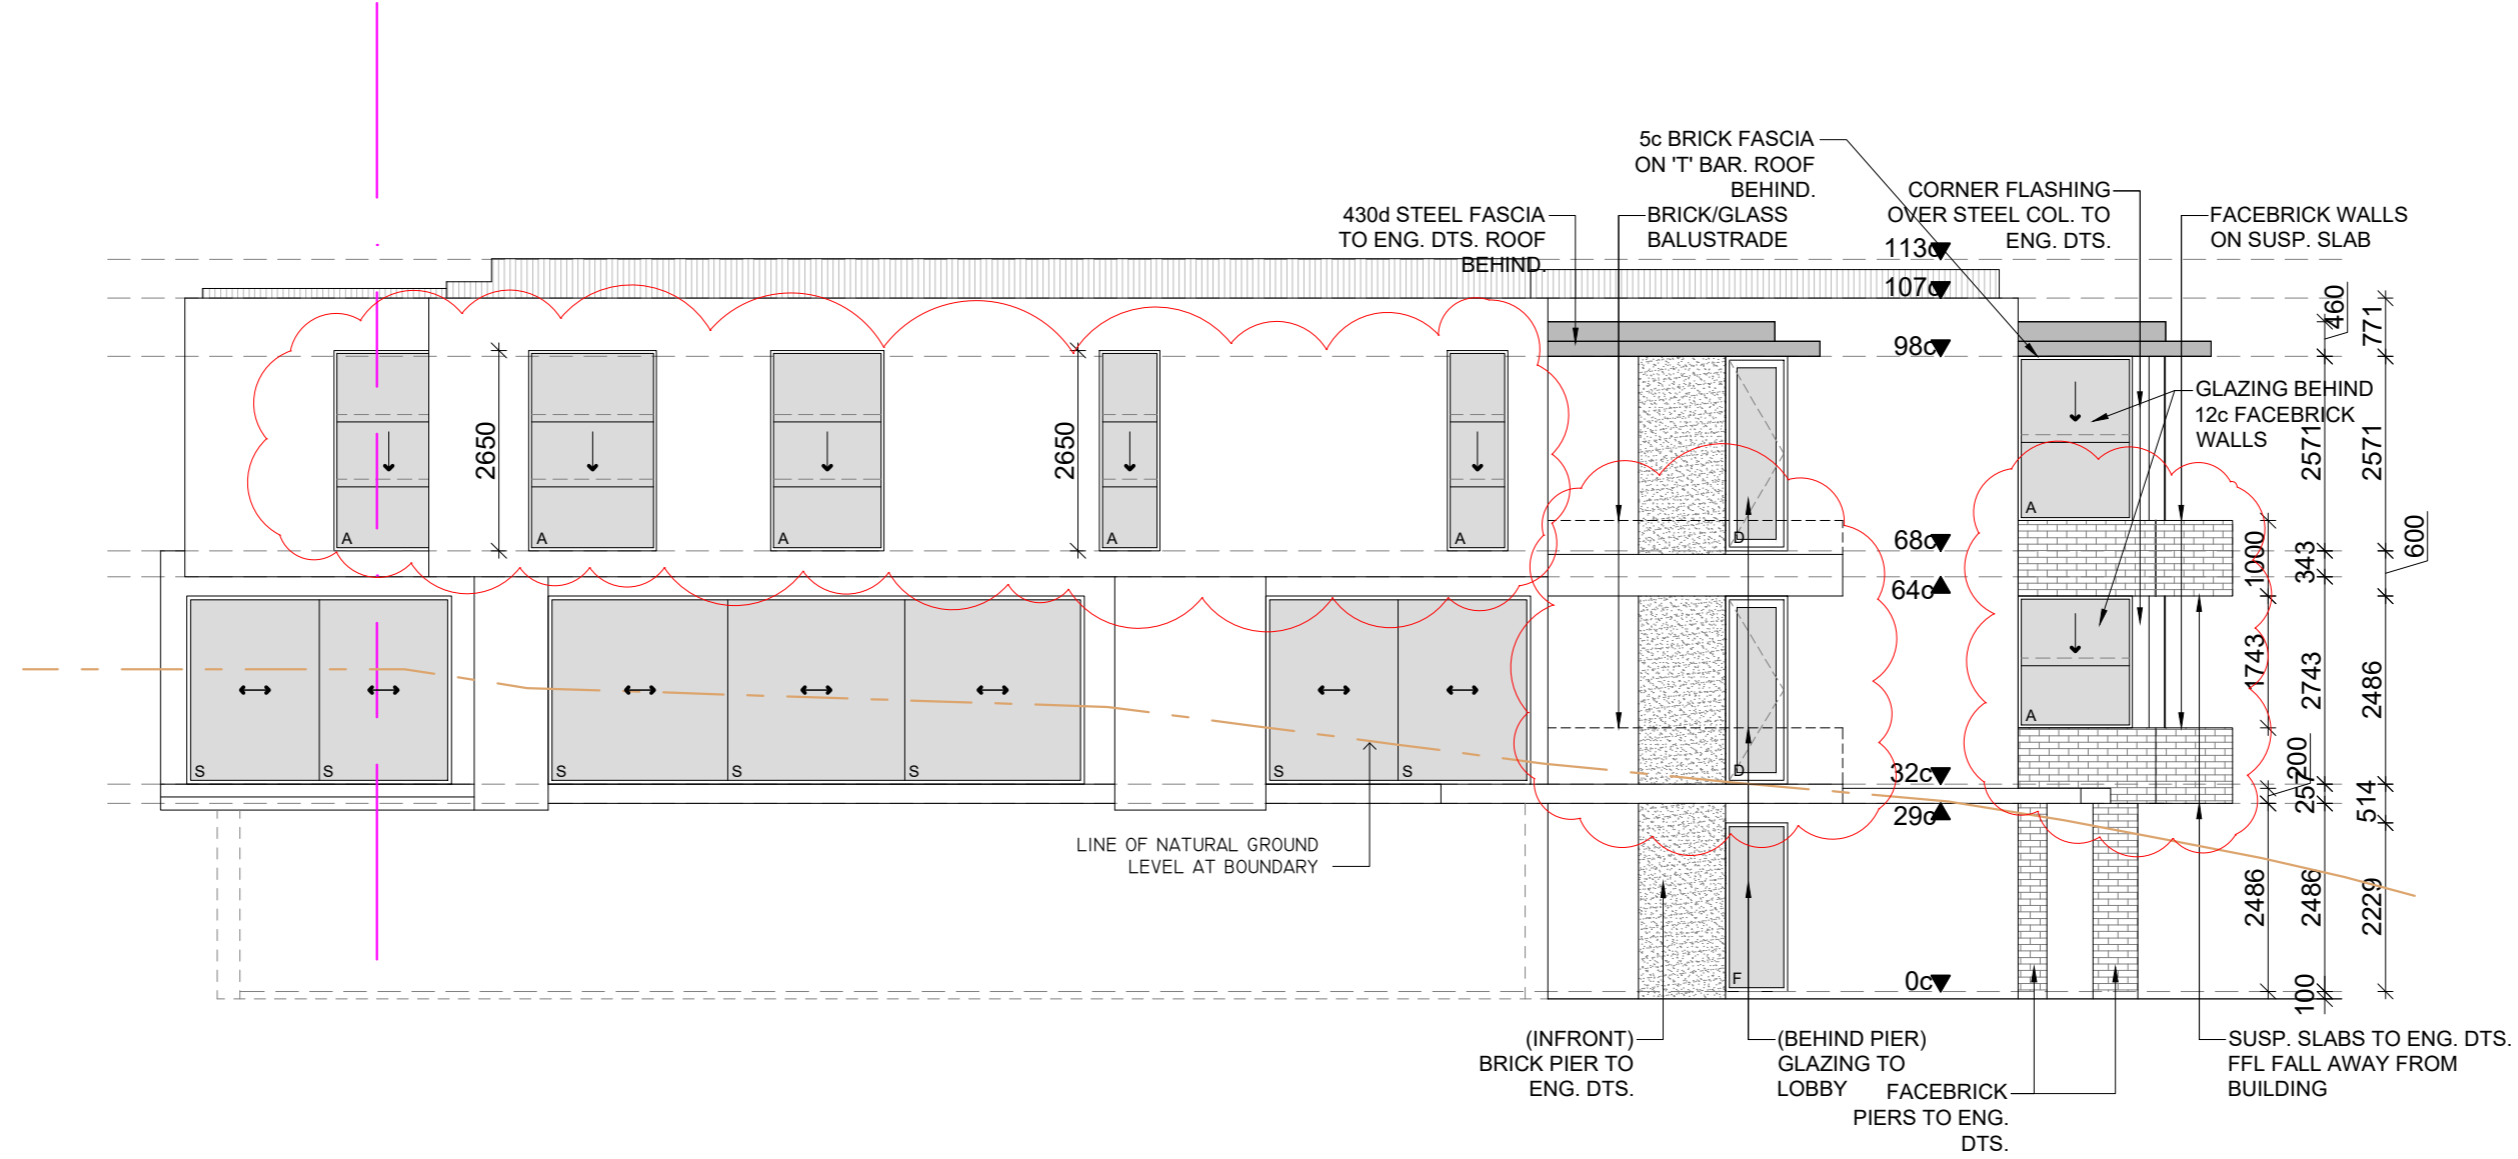 5c BRICK FASCIA
ON 'T' BAR. ROOF
BEHIND.
CORNER FLASHING
OVER STEEL COL. TO
ENG. DTS.
430d STEEL FASCIA
TO ENG. DTS. ROOF
BEHIND.
BRICK/GLASS
BALUSTRADE
FACEBRICK WALLS
ON SUSP. SLAB
113c
107c
98c
68c
64c
32c
29c
0c
GLAZING BEHIND
12c FACEBRICK
WALLS
2650
2650
A
A
A
A
A
A
A
S
S
S
S
S
S
S
D
D
F
460
771
2571
2571
1000
343
600
1743
2743
2486
200
257
514
2486
2486
2229
100
LINE OF NATURAL GROUND
LEVEL AT BOUNDARY
(INFRONT)
BRICK PIER TO
ENG. DTS.
(BEHIND PIER)
GLAZING TO
LOBBY
FACEBRICK
PIERS TO ENG.
DTS.
SUSP. SLABS TO ENG. DTS.
FFL FALL AWAY FROM
BUILDING